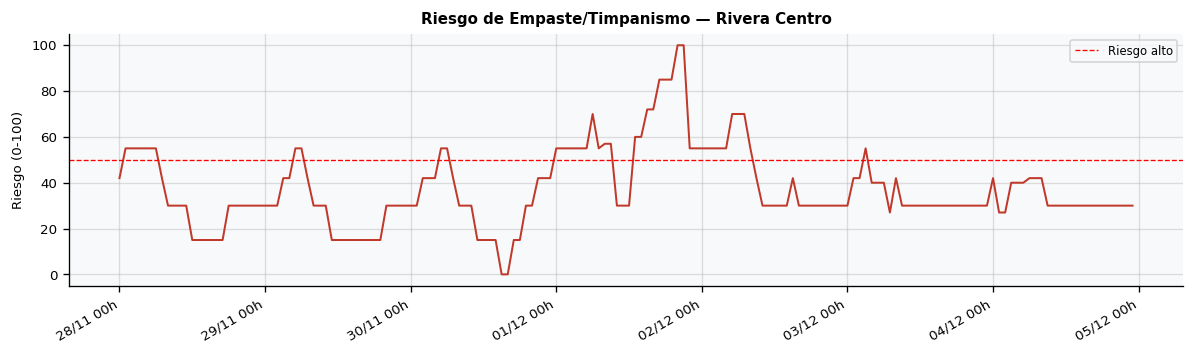 Riesgo de Empaste/Timpanismo — Rivera Centro
Riesgo alto
Riesgo (0-100)
100
80
60
40
20
0
28/11 00h
29/11 00h
30/11 00h
01/12 00h
02/12 00h
03/12 00h
04/12 00h
05/12 00h